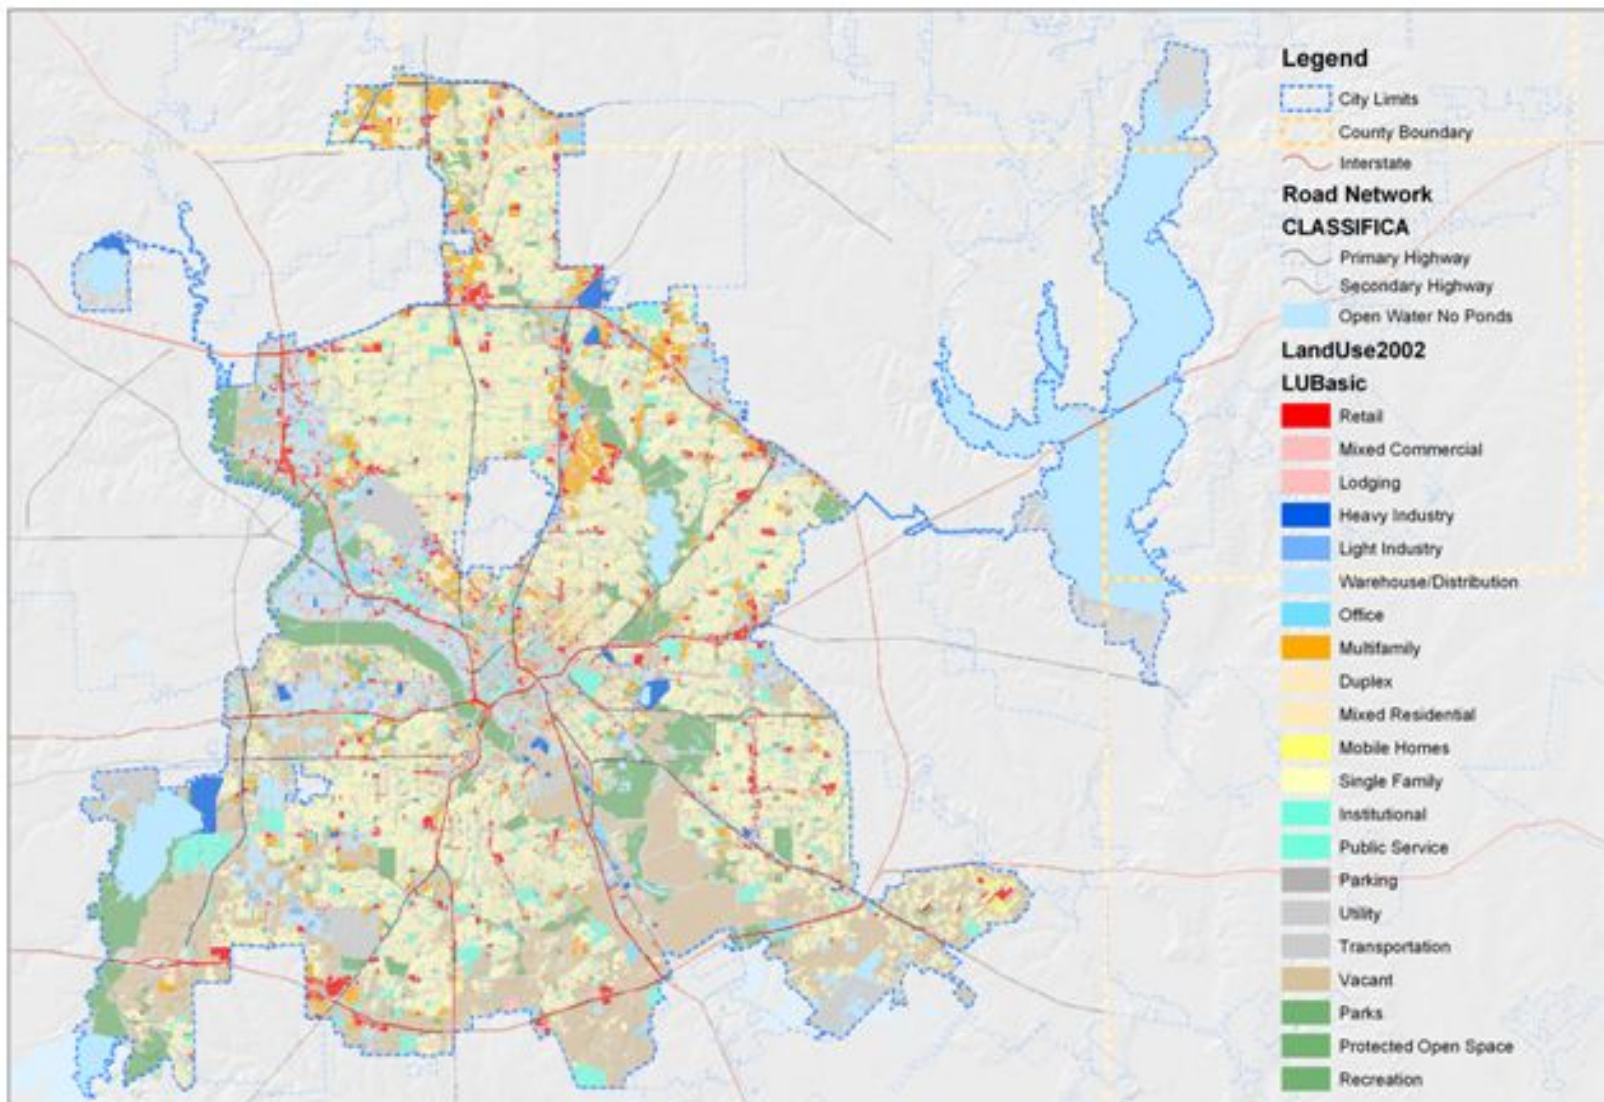 Legend
City Limits
County Boundary
Interstate
Road Network
CLASSIFICA
Primary Highway
Secondary Highway
Open Water No Ponds
LandUse2002
LUBasic
Retail
Mixed Commercial
Lodging
Heavy Industry
Light Industry
Warehouse/Distribution
Office
Multifamily
Duplex
Mixed Residential
Mobile Homes
Single Family
Institutional
Public Service
Parking
Utility
Transportation
Vacant
Parks
Protected Open Space
Recreation